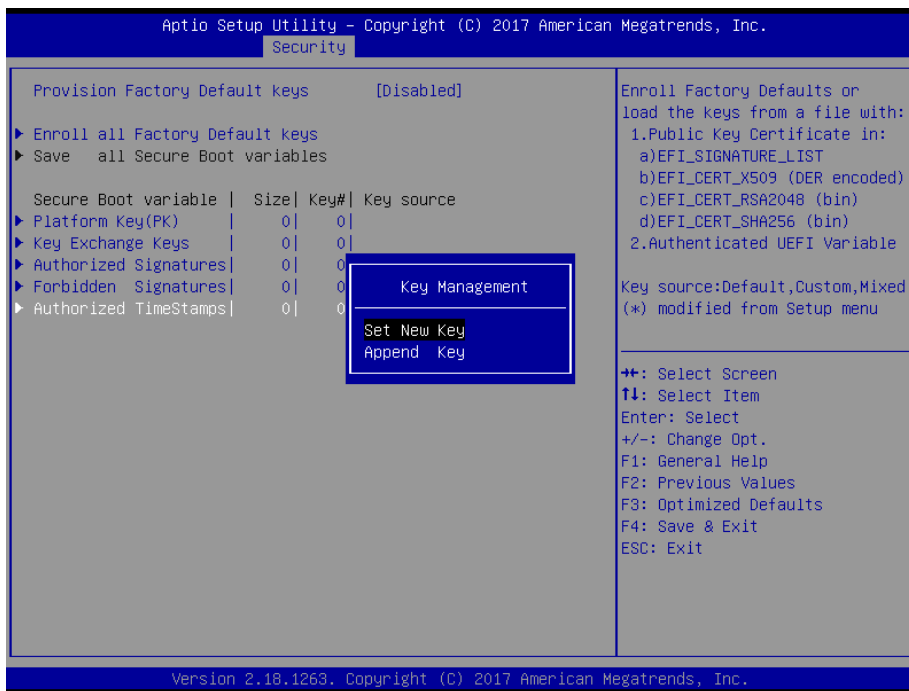 Aptio Setup Utility – Copyright (C) 2017 American Megatrends, Inc.
Security
Provision Factory Default keys [Disabled]
▶ Enroll all Factory Default keys
▶ Save all Secure Boot variables
Secure Boot variable | Size| Key#| Key source
▶ Platform Key(PK) | 0| 0|
▶ Key Exchange Keys | 0| 0|
▶ Authorized Signatures| 0| 0
▶ Forbidden Signatures| 0| 0
▶ Authorized TimeStamps| 0| 0
Key Management
Set New Key
Append Key
Enroll Factory Defaults or
load the keys from a file with:
1.Public Key Certificate in:
a)EFI_SIGNATURE_LIST
b)EFI_CERT_X509 (DER encoded)
c)EFI_CERT_RSA2048 (bin)
d)EFI_CERT_SHA256 (bin)
2.Authenticated UEFI Variable
Key source:Default,Custom,Mixed
(*) modified from Setup menu
→←: Select Screen
↑↓: Select Item
Enter: Select
+/-: Change Opt.
F1: General Help
F2: Previous Values
F3: Optimized Defaults
F4: Save & Exit
ESC: Exit
Version 2.18.1263. Copyright (C) 2017 American Megatrends, Inc.